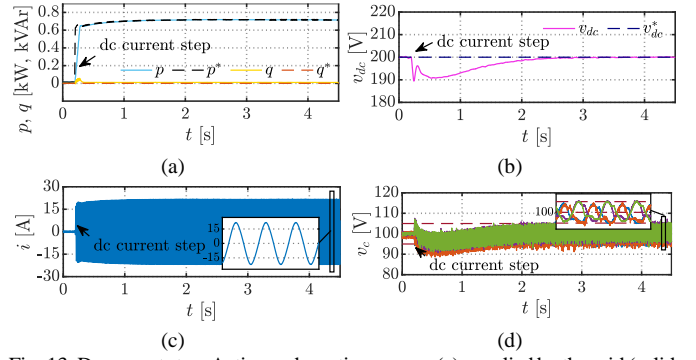 p, q [kW, kVAr]
0.8
0.6
0.4
0.2
0
dc current step
p p* q q*
0 1 2 3 4
t [s]
(a)
v_dc [V]
220
210
200
190
180
v_dc v*_dc
dc current step
0 1 2 3 4
t [s]
(b)
i [A]
30
15
0
-15
-30
dc current step
15
0
-15
0 1 2 3 4
t [s]
(c)
v_c [V]
120
110
100
90
80
100
dc current step
0 1 2 3 4
t [s]
(d)